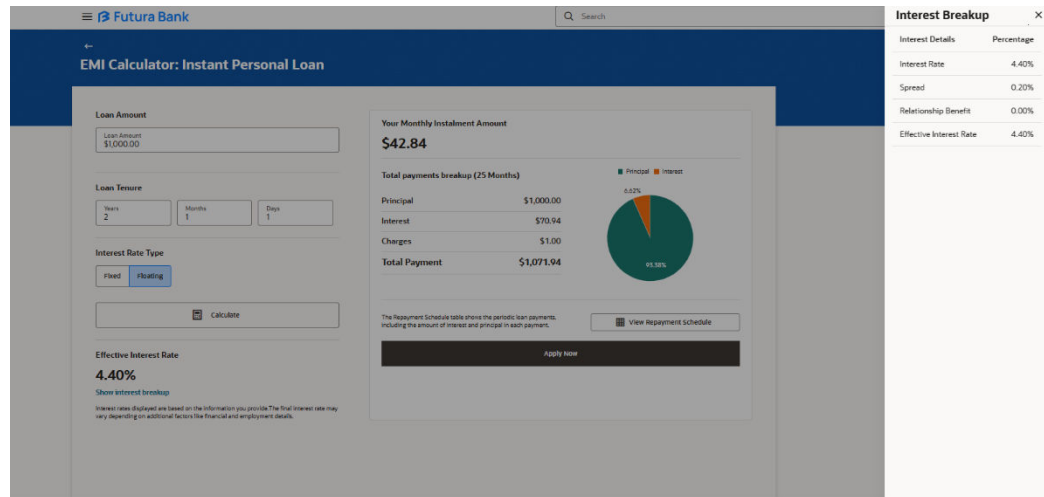 Futura Bank
Search
EMI Calculator: Instant Personal Loan
Loan Amount
Loan Amount
$1,000.00
Loan Tenure
Years
2
Months
1
Days
1
Interest Rate Type
Fixed
Floating
Calculate
Effective Interest Rate
4.40%
Show interest breakup
Interest rates displayed are based on the information you provide.The final interest rate may
vary depending on additional factors like financial and employment details.
Your Monthly Instalment Amount
$42.84
Total payments breakup (25 Months)
Principal $1,000.00
Interest $70.94
Charges $1.00
Total Payment $1,071.94
Principal Interest
6.62%
93.38%
The Repayment Schedule table shows the periodic loan payments,
including the amount of interest and principal in each payment.
View Repayment Schedule
Apply Now
Interest Breakup
Interest Details Percentage
Interest Rate 4.40%
Spread 0.20%
Relationship Benefit 0.00%
Effective Interest Rate 4.40%